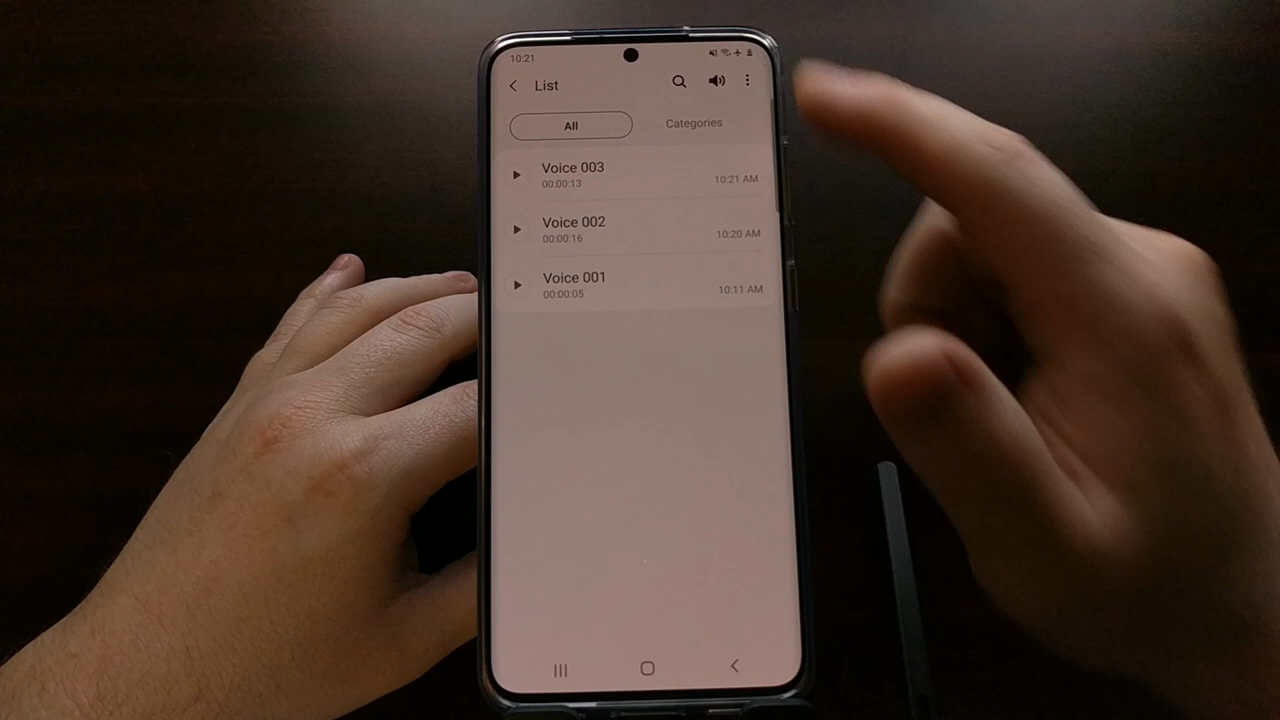 10:21
List
All
Categories
Voice 003
00:00:13
10:21 AM
Voice 002
00:00:16
10:20 AM
Voice 001
00:00:05
10:11 AM